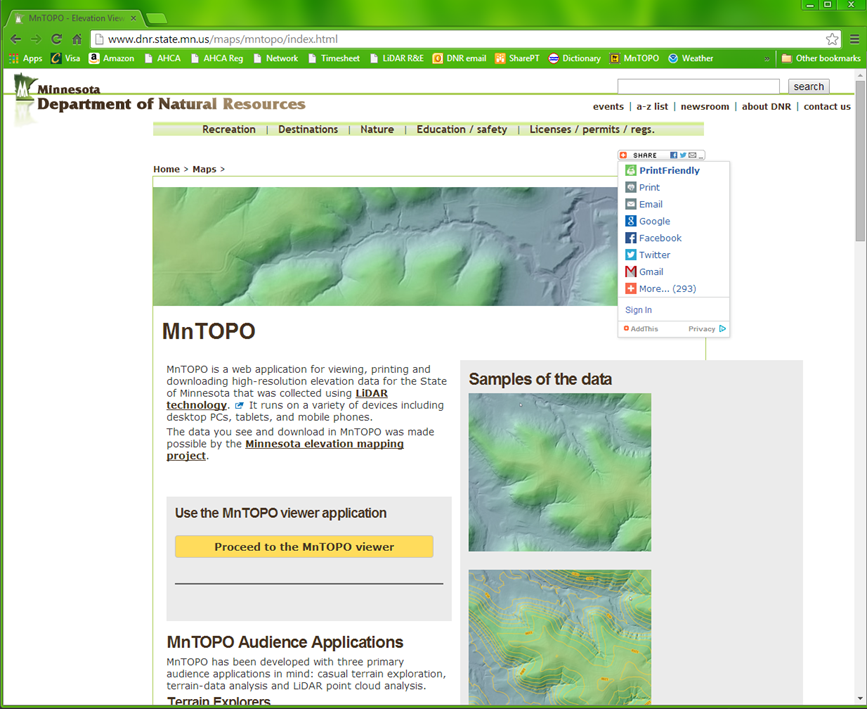 MnTOPO - Elevation View
www.dnr.state.mn.us/maps/mntopo/index.html
Apps Visa Amazon AHCA AHCA Reg Network Timesheet LiDAR R&E DNR email SharePT Dictionary MnTOPO Weather » Other bookmarks
Minnesota
Department of Natural Resources
search
events | a-z list | newsroom | about DNR | contact us
Recreation | Destinations | Nature | Education / safety | Licenses / permits / regs.
SHARE
Home > Maps >
PrintFriendly
Print
Email
Google
Facebook
Twitter
Gmail
More... (293)
Sign In
AddThis Privacy
MnTOPO
MnTOPO is a web application for viewing, printing and
downloading high-resolution elevation data for the State
of Minnesota that was collected using LiDAR
technology. It runs on a variety of devices including
desktop PCs, tablets, and mobile phones.
The data you see and download in MnTOPO was made
possible by the Minnesota elevation mapping
project.
Samples of the data
Use the MnTOPO viewer application
Proceed to the MnTOPO viewer
MnTOPO Audience Applications
MnTOPO has been developed with three primary
audience applications in mind: casual terrain exploration,
terrain-data analysis and LiDAR point cloud analysis.
Terrain Explorers